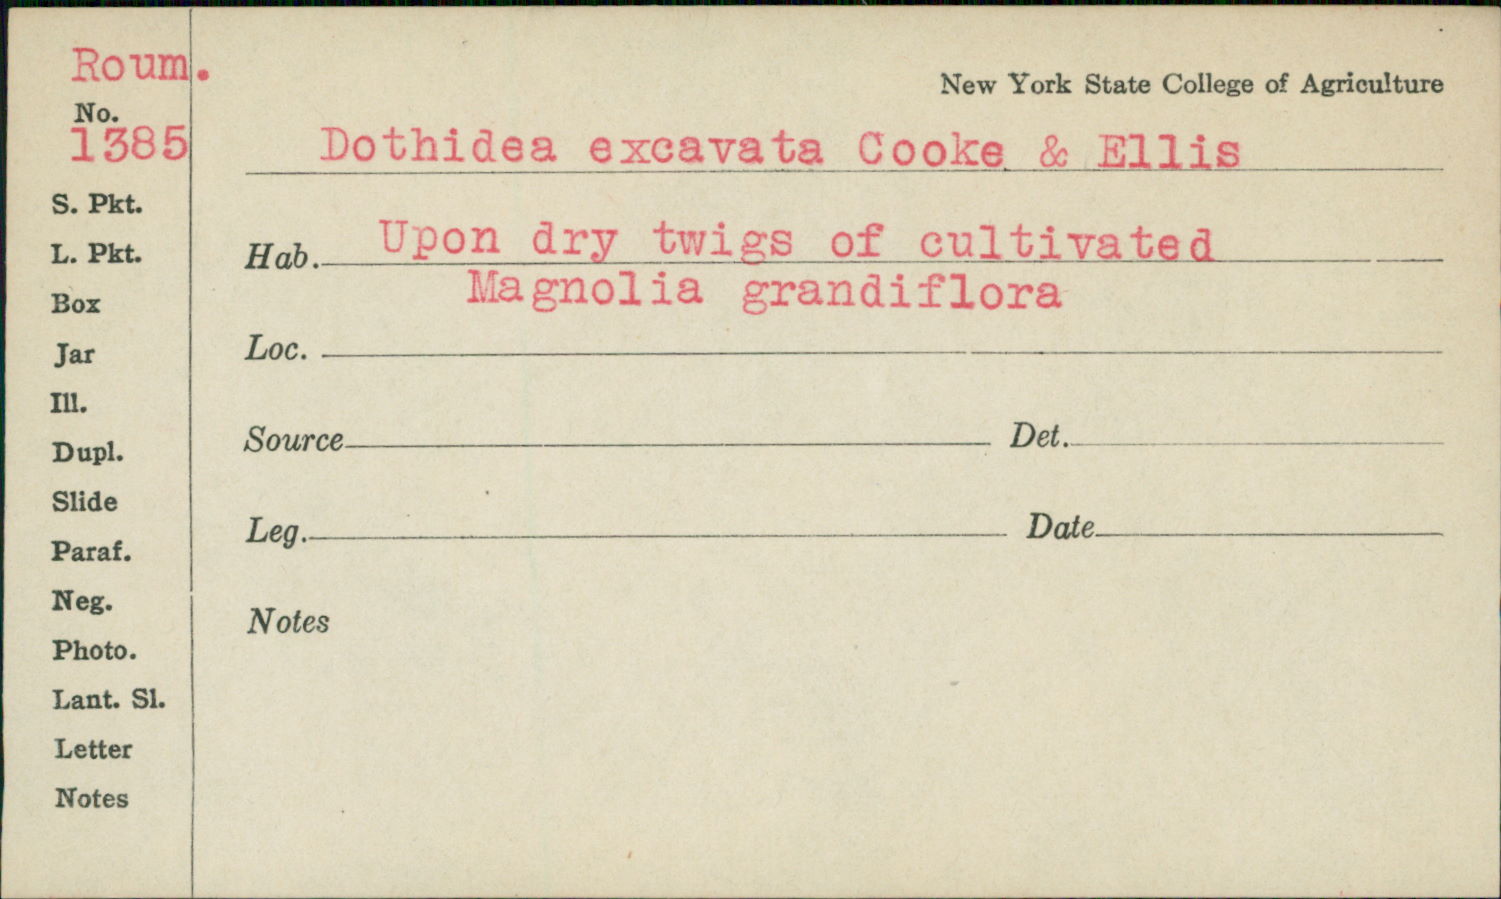 Roum.
New York State College of Agriculture
No.
1385
Dothidea excavata Cooke & Ellis
S. Pkt.
L. Pkt.
Hab. Upon dry twigs of cultivated
Magnolia grandiflora
Box
Jar
Loc.
Ill.
Dupl.
Source Det.
Slide
Leg. Date
Paraf.
Neg.
Notes
Photo.
Lant. Sl.
Letter
Notes